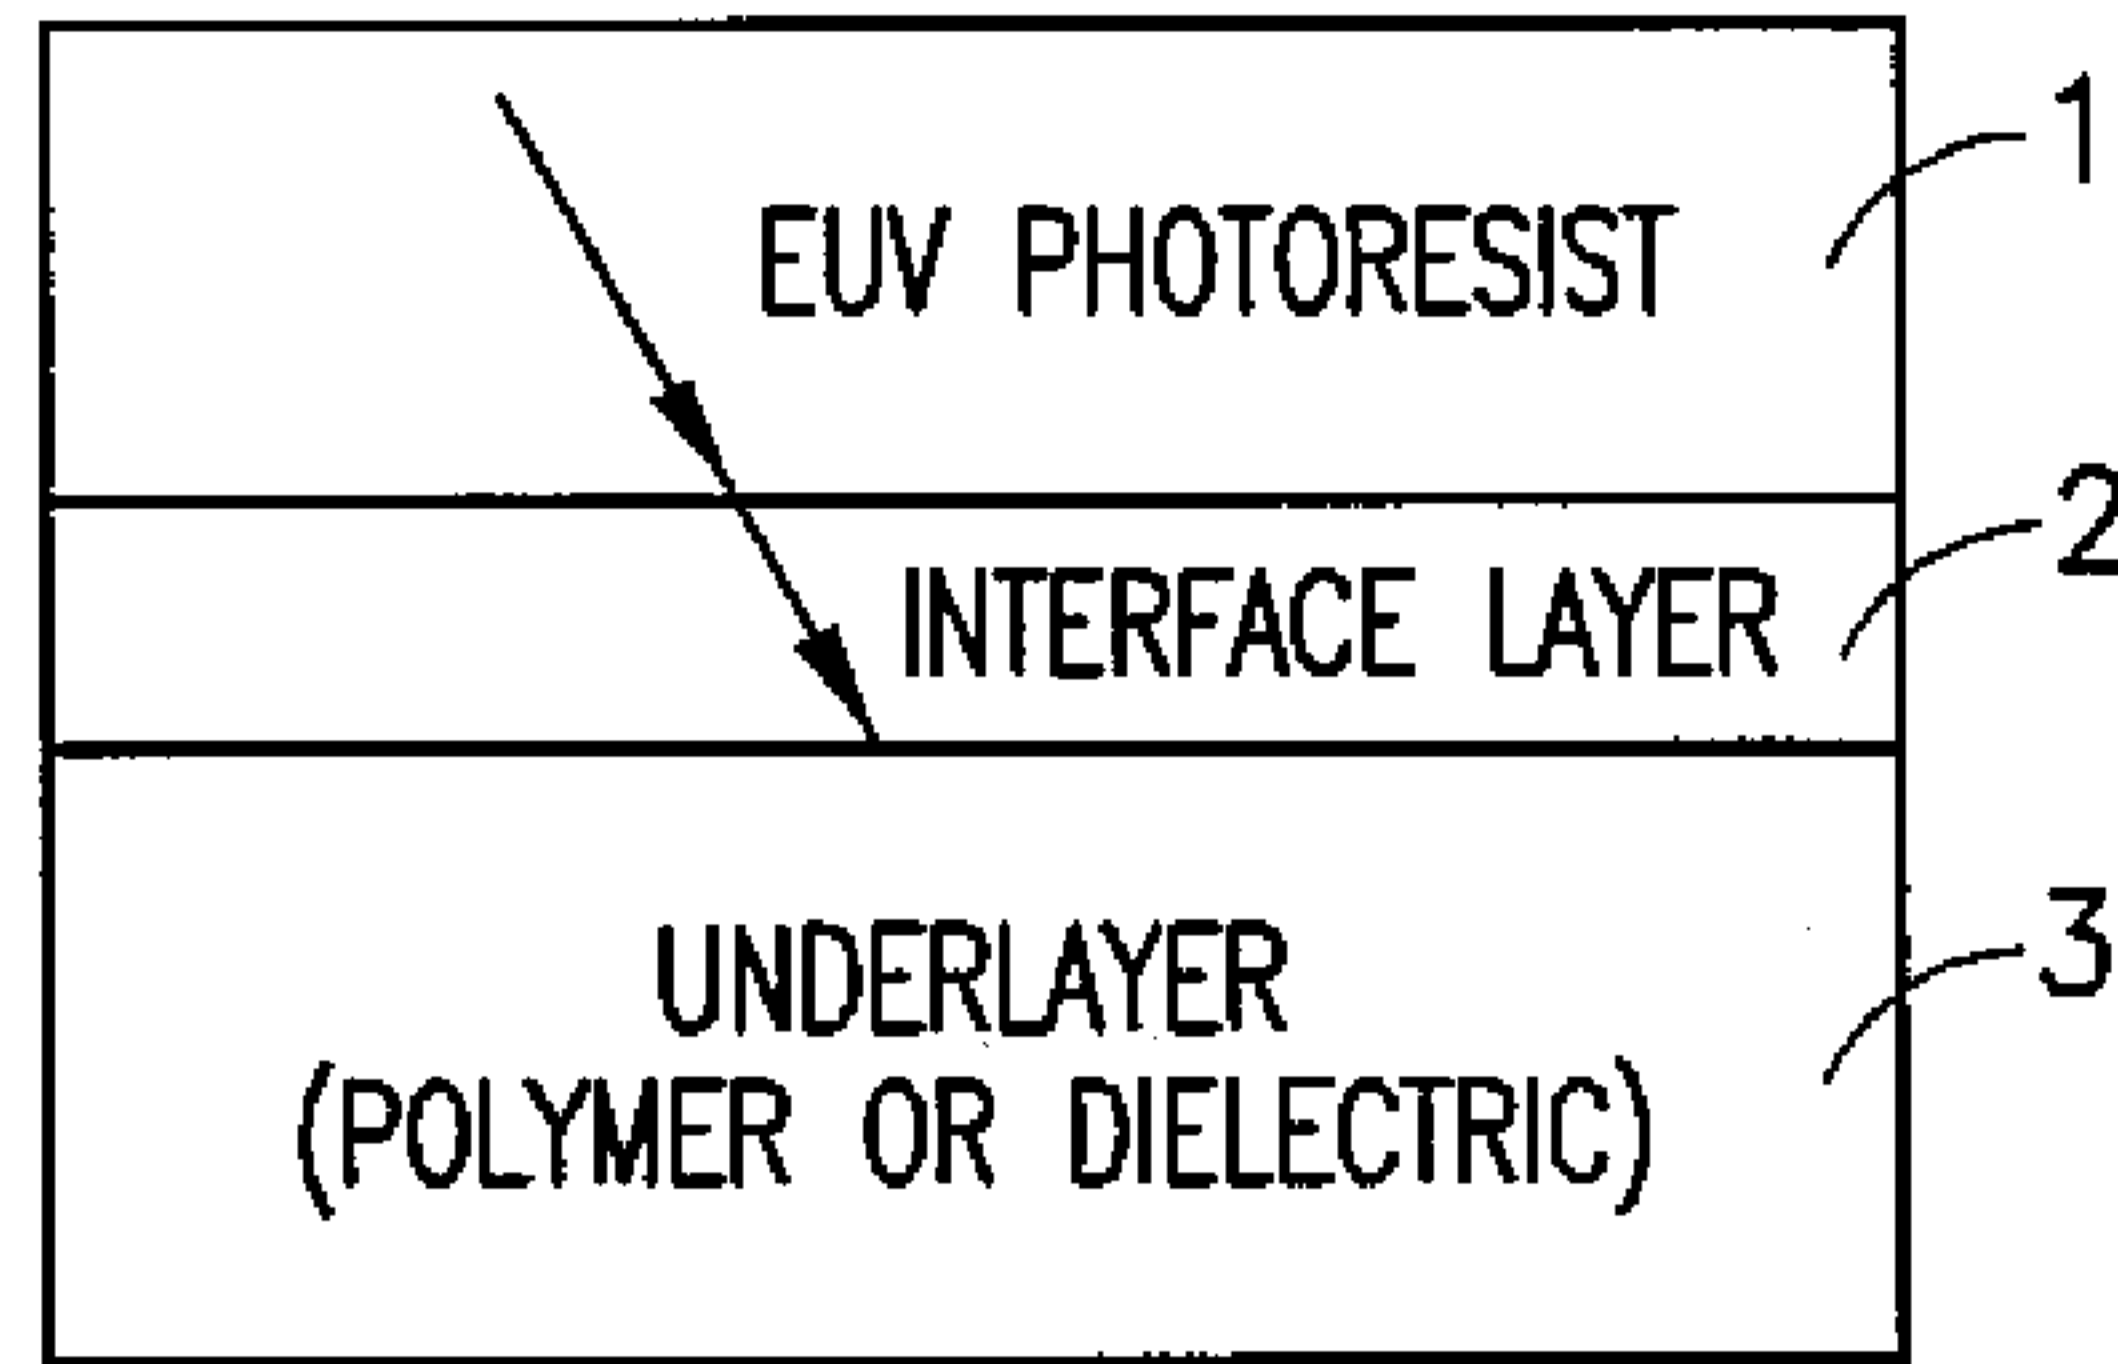 1
EUV PHOTORESIST
2
INTERFACE LAYER
3
UNDERLAYER
(POLYMER OR DIELECTRIC)